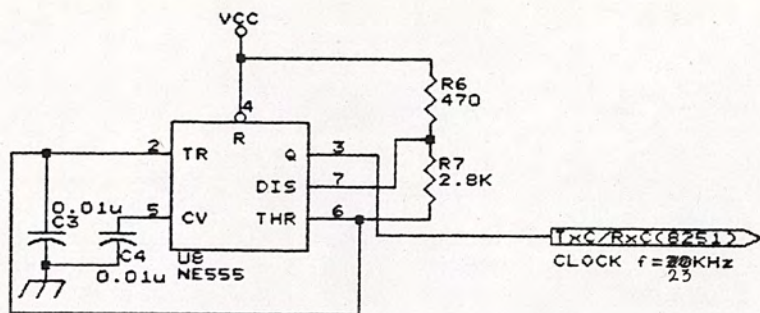 VCC
R6
470
4
R
2 TR Q 3
R7
2.8K
DIS 7
0.01u
C3
5 CV THR 6
C4
0.01u
U8
NE555
TxC/RxC(8251)
CLOCK f=20KHz
23